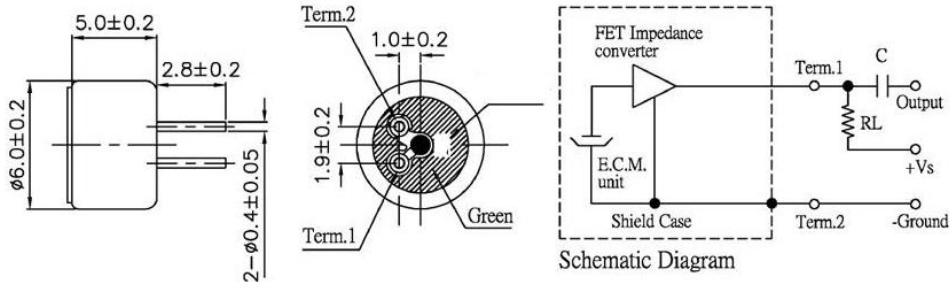 5.0±0.2
2.8±0.2
ø6.0±0.2
2-ø0.4±0.05
Term.2
1.0±0.2
1.9±0.2
Term.1
Green
FET Impedance
converter
E.C.M.
unit
Shield Case
Term.1
C
Output
RL
+Vs
Term.2
-Ground
Schematic Diagram